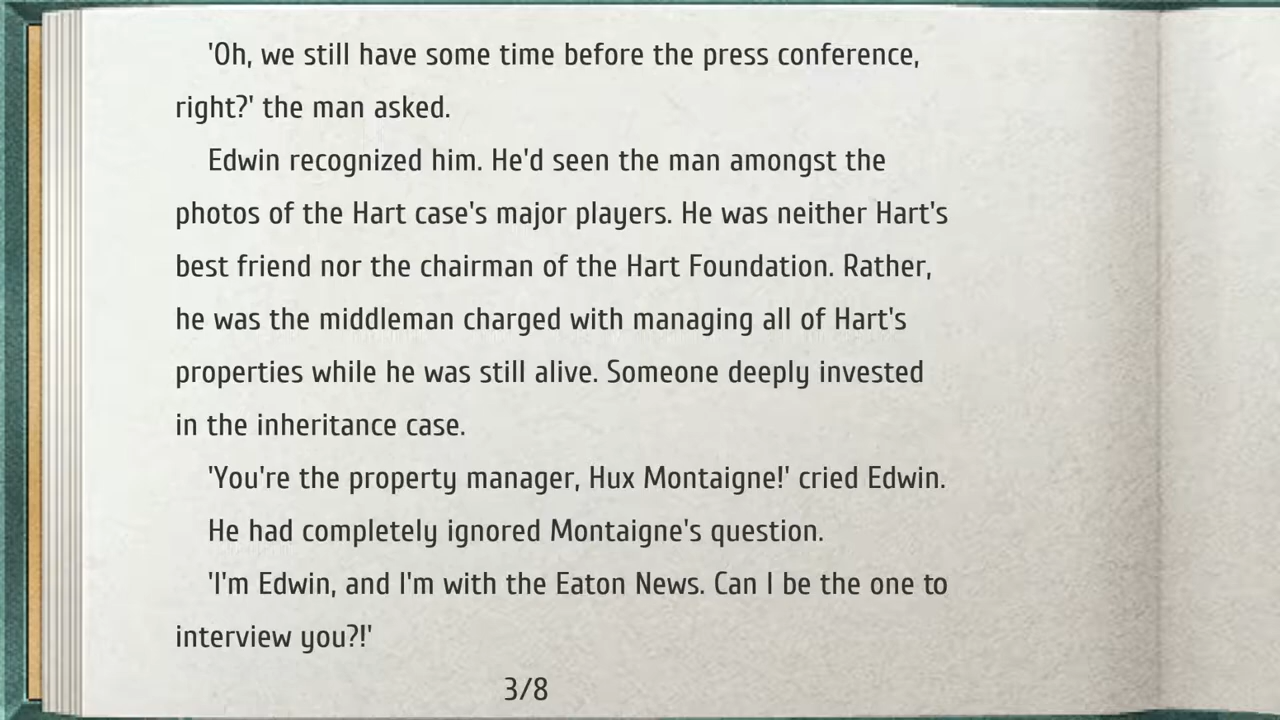 'Oh, we still have some time before the press conference,
right?' the man asked.
Edwin recognized him. He'd seen the man amongst the
photos of the Hart case's major players. He was neither Hart's
best friend nor the chairman of the Hart Foundation. Rather,
he was the middleman charged with managing all of Hart's
properties while he was still alive. Someone deeply invested
in the inheritance case.
'You're the property manager, Hux Montaigne!' cried Edwin.
He had completely ignored Montaigne's question.
'I'm Edwin, and I'm with the Eaton News. Can I be the one to
interview you?!'
3/8